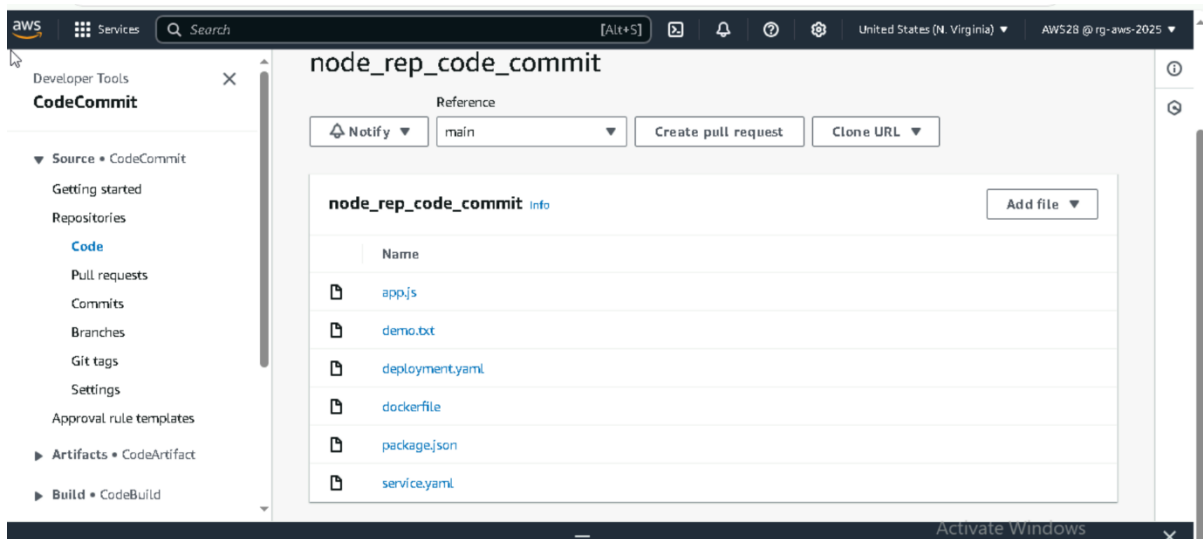 aws Services Search [Alt+S] United States (N. Virginia) ▼ AWS28 @ rg-aws-2025 ▼
Developer Tools
CodeCommit
▼ Source • CodeCommit
Getting started
Repositories
Code
Pull requests
Commits
Branches
Git tags
Settings
Approval rule templates
▶ Artifacts • CodeArtifact
▶ Build • CodeBuild
node_rep_code_commit
Reference
Notify ▼ main ▼ Create pull request Clone URL ▼
node_rep_code_commit Info Add file ▼
Name
app.js
demo.txt
deployment.yaml
dockerfile
package.json
service.yaml
Activate Windows